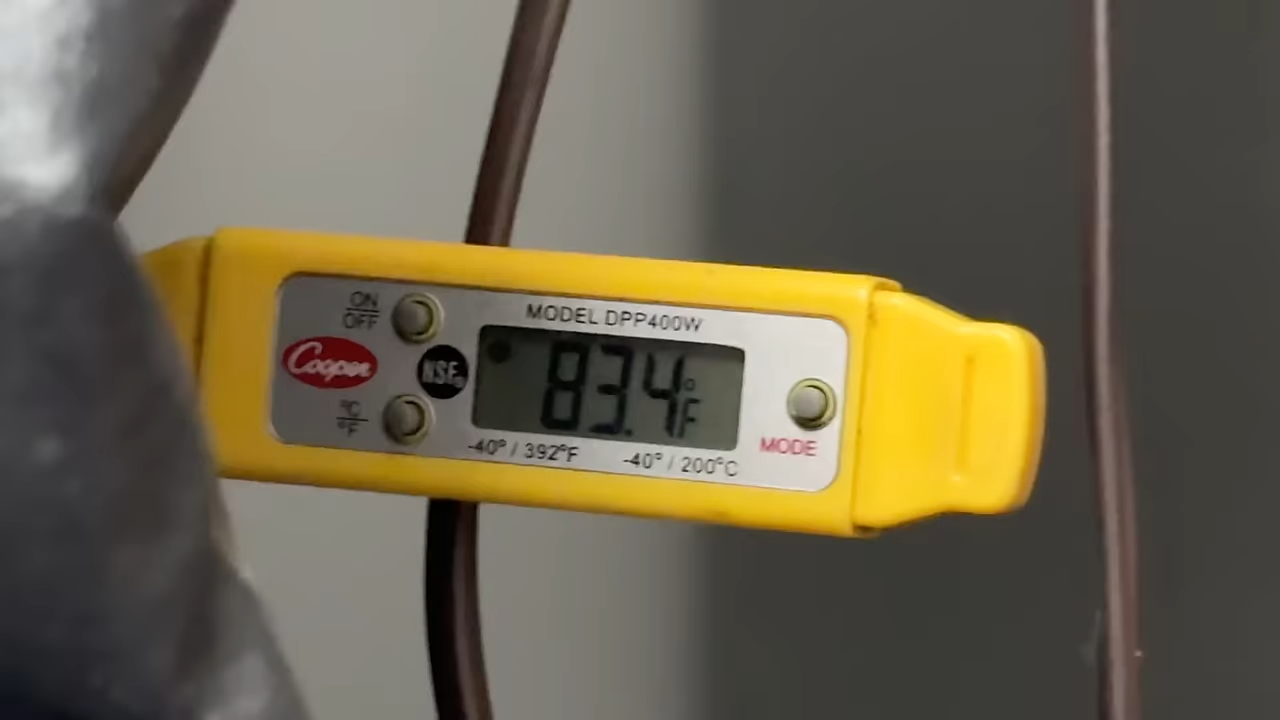 MODEL DPP400W
ON
OFF
Cooper
NSF®
83.4°F
°C
°F
-40° / 392°F
-40° / 200°C
MODE